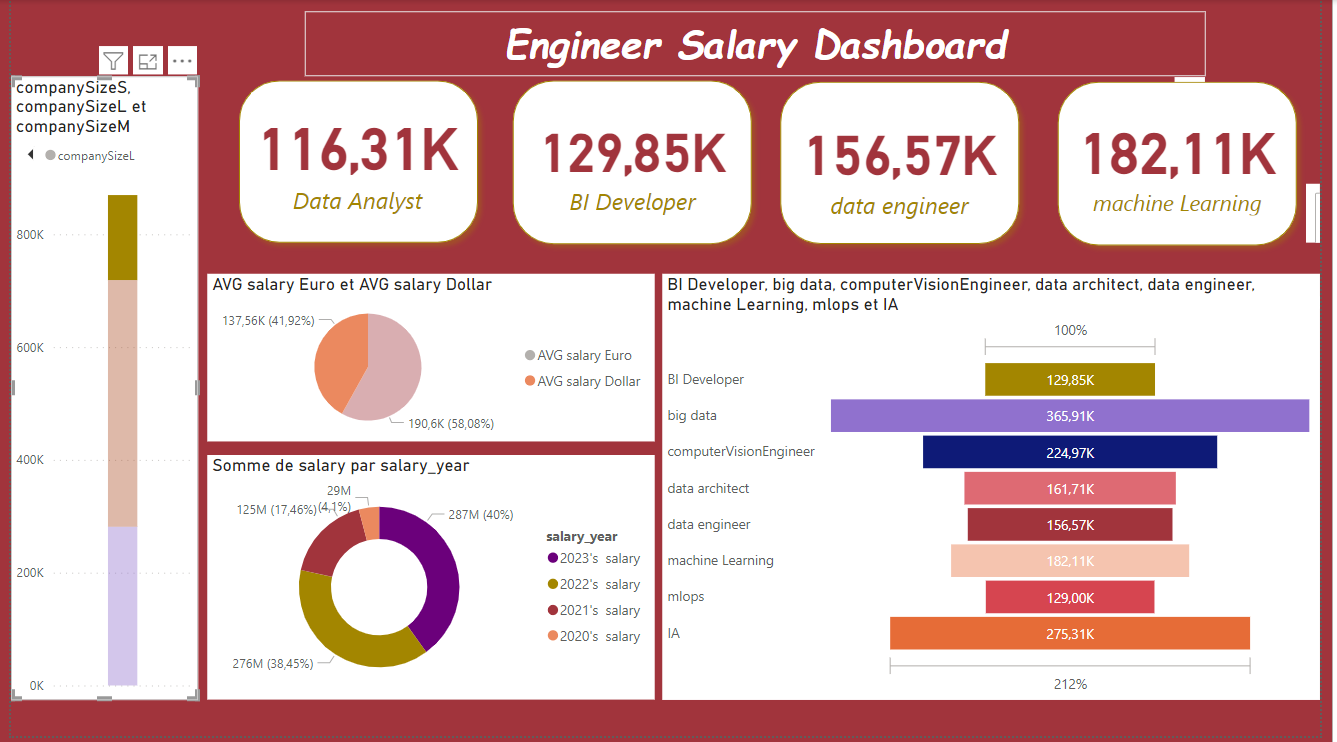 Engineer Salary Dashboard
companySizeS,
companySizeL et
companySizeM
companySizeL
800K
600K
400K
200K
0K
116,31K
Data Analyst
129,85K
BI Developer
156,57K
data engineer
182,11K
machine Learning
AVG salary Euro et AVG salary Dollar
137,56K (41,92%)
190,6K (58,08%)
AVG salary Euro
AVG salary Dollar
Somme de salary par salary_year
29M
(4,1%)
125M (17,46%)
287M (40%)
276M (38,45%)
salary_year
2023's salary
2022's salary
2021's salary
2020's salary
BI Developer, big data, computerVisionEngineer, data architect, data engineer,
machine Learning, mlops et IA
100%
BI Developer 129,85K
big data 365,91K
computerVisionEngineer 224,97K
data architect 161,71K
data engineer 156,57K
machine Learning 182,11K
mlops 129,00K
IA 275,31K
212%